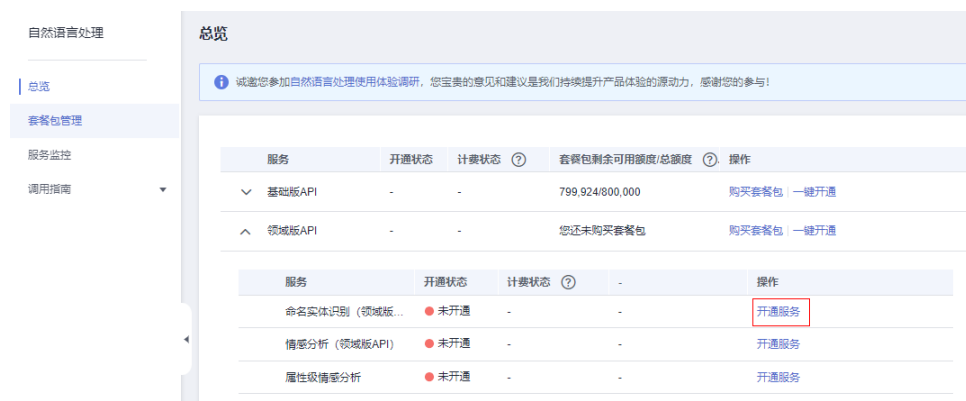 自然语言处理
总览
套餐包管理
服务监控
调用指南
总览
诚邀您参加自然语言处理使用体验调研，您宝贵的意见和建议是我们持续提升产品体验的源动力，感谢您的参与！
服务 开通状态 计费状态 套餐包剩余可用额度/总额度 操作
基础版API - - 799,924/800,000 购买套餐包 一键开通
领域版API - - 您还未购买套餐包 购买套餐包 一键开通
服务 开通状态 计费状态 - 操作
命名实体识别（领域版... 未开通 - - 开通服务
情感分析（领域版API） 未开通 - - 开通服务
属性级情感分析 未开通 - - 开通服务